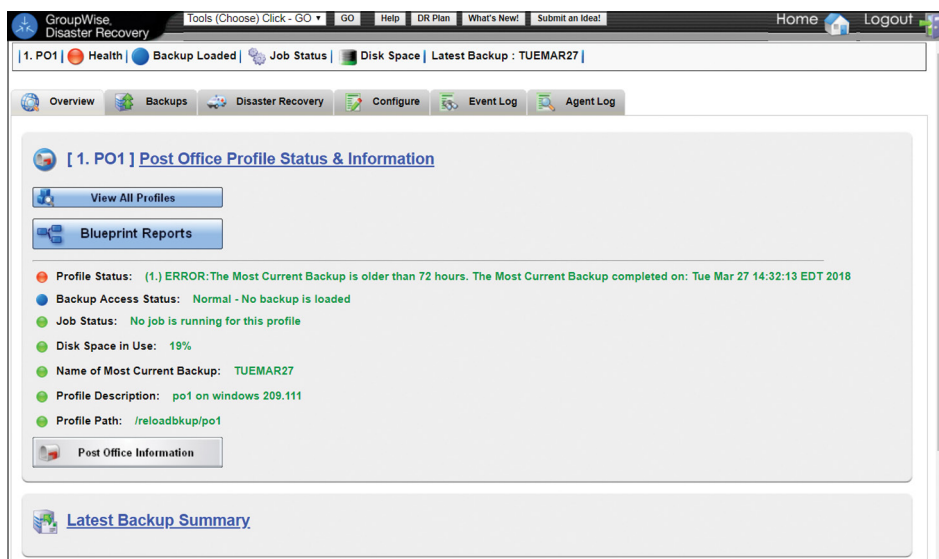 GroupWise, Tools (Choose) Click - GO GO Help DR Plan What's New! Submit an Idea! Home Logout
Disaster Recovery
| 1. PO1 | Health | Backup Loaded | Job Status | Disk Space | Latest Backup : TUEMAR27 |
Overview Backups Disaster Recovery Configure Event Log Agent Log
[ 1. PO1 ] Post Office Profile Status & Information
View All Profiles
Blueprint Reports
Profile Status: (1.) ERROR:The Most Current Backup is older than 72 hours. The Most Current Backup completed on: Tue Mar 27 14:32:13 EDT 2018
Backup Access Status: Normal - No backup is loaded
Job Status: No job is running for this profile
Disk Space in Use: 19%
Name of Most Current Backup: TUEMAR27
Profile Description: po1 on windows 209.111
Profile Path: /reloadbkup/po1
Post Office Information
Latest Backup Summary